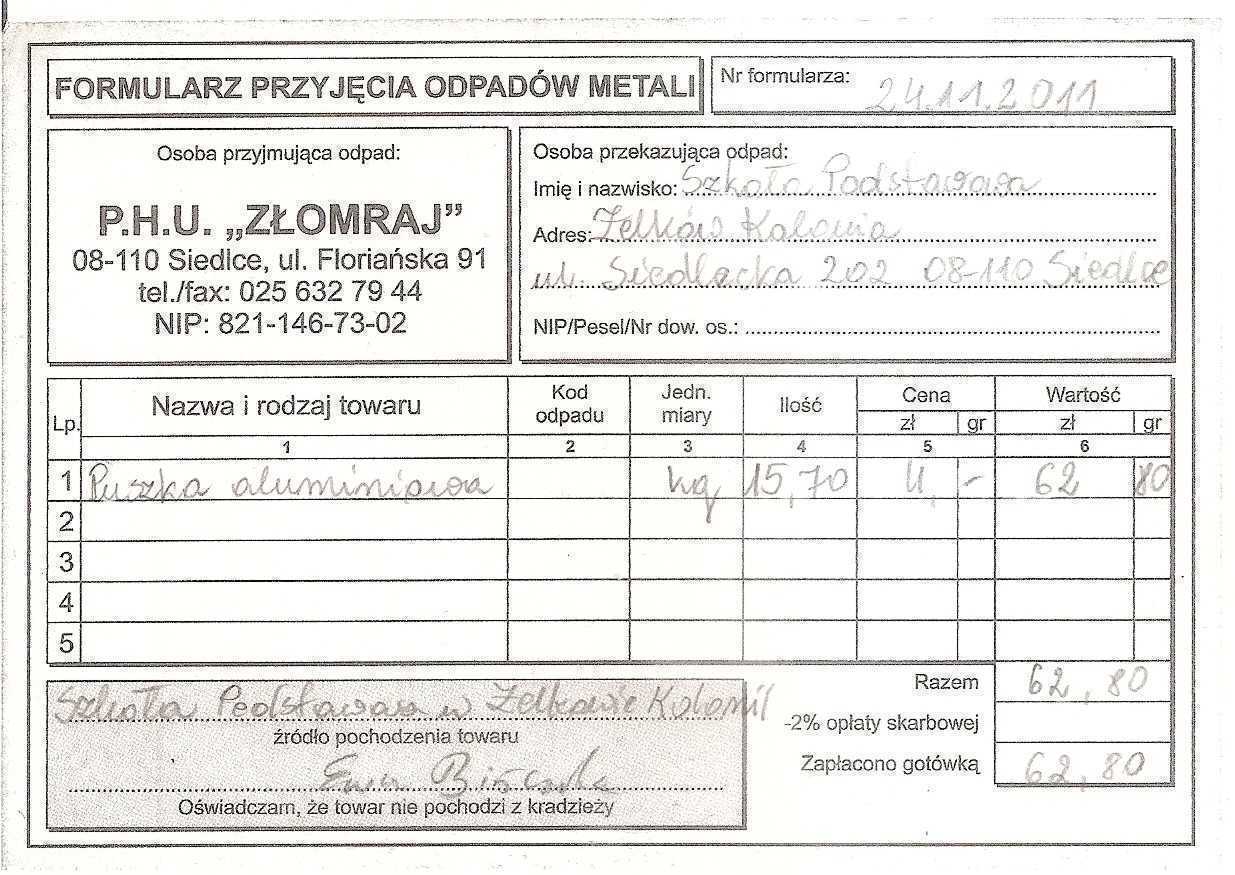 FORMULARZ PRZYJĘCIA ODPADÓW METALI
Nr formularza: 24.11.2011
Osoba przyjmująca odpad:
P.H.U. „ZŁOMRAJ”
08-110 Siedlce, ul. Floriańska 91
tel./fax: 025 632 79 44
NIP: 821-146-73-02
Osoba przekazująca odpad:
Imię i nazwisko: Szkoła Podstawowa
Adres: Żelków Kolonia
ul. Siedlecka 202 08-110 Siedlce
NIP/Pesel/Nr dow. os.:
Lp. Nazwa i rodzaj towaru Kod odpadu Jedn. miary Ilość Cena zł gr Wartość zł gr
1 2 3 4 5 6
1 Puszka aluminiowa kg 15,70 4,- 62 80
2
3
4
5
Razem 62,80
-2% opłaty skarbowej
Zapłacono gotówką 62,80
Szkoła Podstawowa w Żelkowie Kolonii
źródło pochodzenia towaru
Ewa
Oświadczam, że towar nie pochodzi z kradzieży